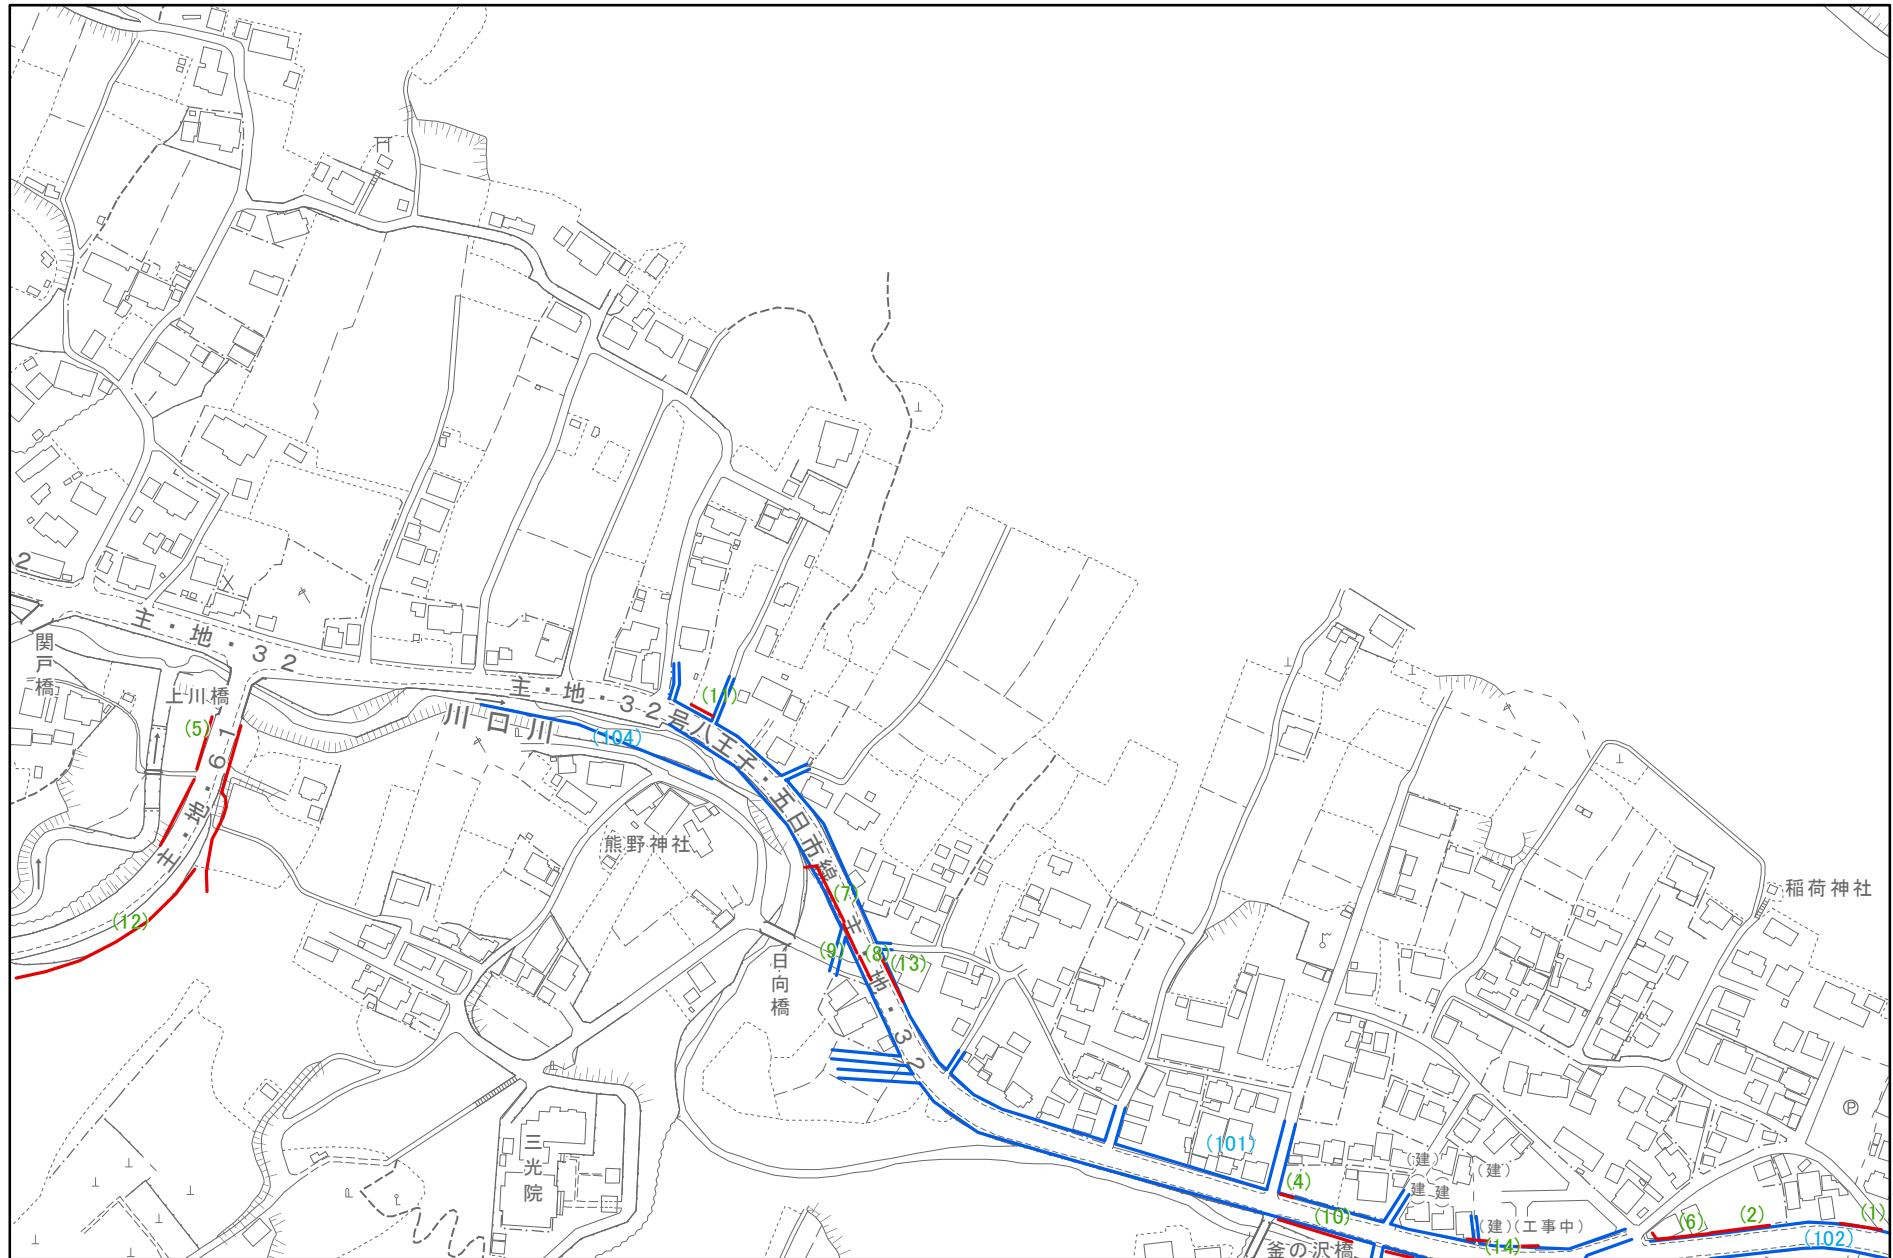 2
関戸橋
主・地・32
上川橋
(5)
主・地・61
(12)
川口川
(104)
主・地・32号八王子・五日市線
(11)
熊野神社
(7)
主・地・32
(9)
(8)
(13)
日向橋
三光院
稲荷神社
(101)
(建)
(建)
建
建
(4)
(10)
(建)(工事中)
(14)
釜の沢橋
(6)
(2)
(1)
(102)
P